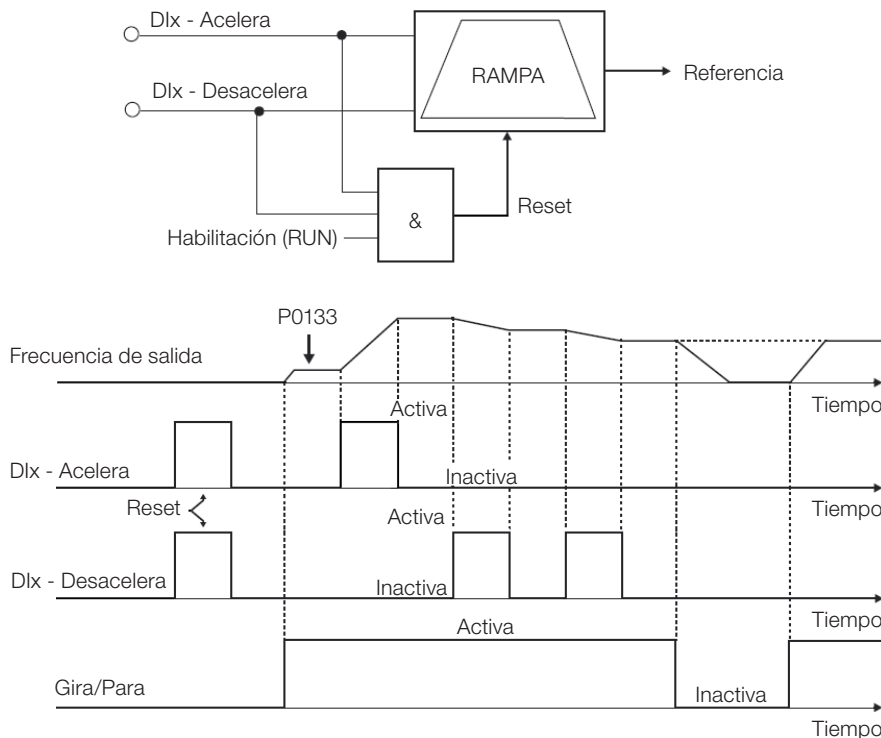 DIx - Acelera
RAMPA
Referencia
DIx - Desacelera
&
Reset
Habilitación (RUN)
P0133
Frecuencia de salida
Tiempo
Activa
DIx - Acelera
Inactiva
Tiempo
Reset
Activa
DIx - Desacelera
Inactiva
Tiempo
Activa
Gira/Para
Inactiva
Tiempo